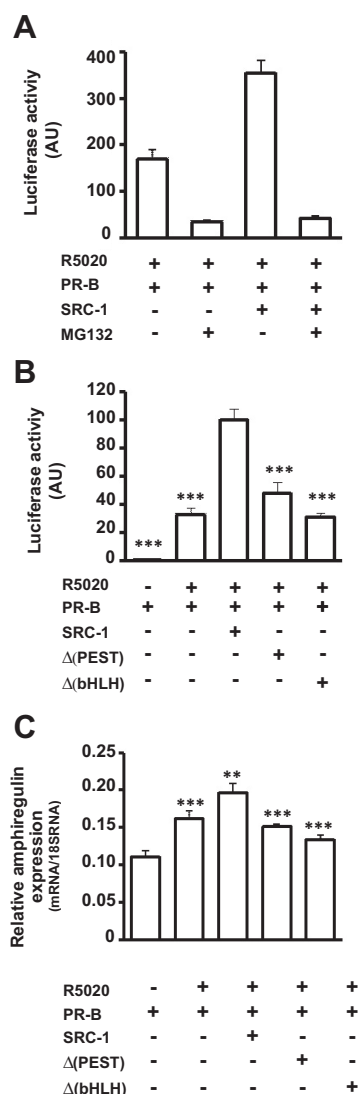 A
Luciferase activiy
(AU)
400
300
200
100
0
R5020 + + + +
PR-B + + + +
SRC-1 - - + +
MG132 - + - +
B
Luciferase activiy
(AU)
120
100
80
60
40
20
0
*** *** *** ***
R5020 - + + + +
PR-B + + + + +
SRC-1 - - + - -
Δ(PEST) - - - + -
Δ(bHLH) - - - - +
C
Relative amphiregulin
expression
(mRNA/18SRNA)
0.25
0.20
0.15
0.10
0.05
0
*** ** *** ***
R5020 - + + + +
PR-B + + + + +
SRC-1 - - + - -
Δ(PEST) - - - + -
Δ(bHLH) - - - - +